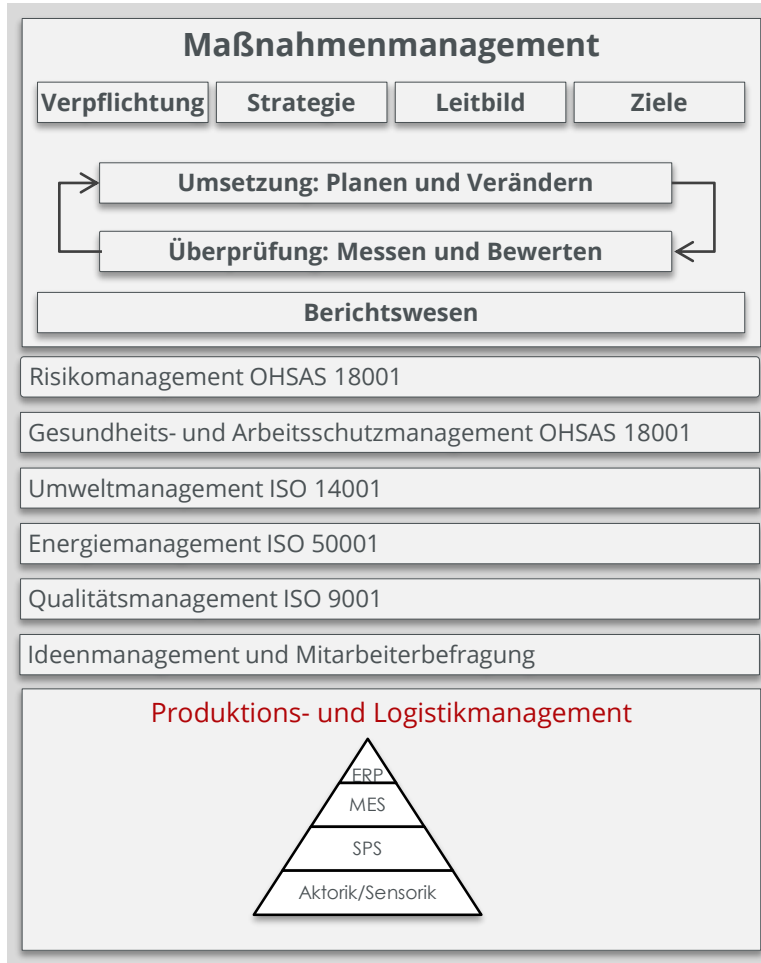 Maßnahmenmanagement
Verpflichtung Strategie Leitbild Ziele
Umsetzung: Planen und Verändern
Überprüfung: Messen und Bewerten
Berichtswesen
Risikomanagement OHSAS 18001
Gesundheits- und Arbeitsschutzmanagement OHSAS 18001
Umweltmanagement ISO 14001
Energiemanagement ISO 50001
Qualitätsmanagement ISO 9001
Ideenmanagement und Mitarbeiterbefragung
Produktions- und Logistikmanagement
ERP
MES
SPS
Aktorik/Sensorik